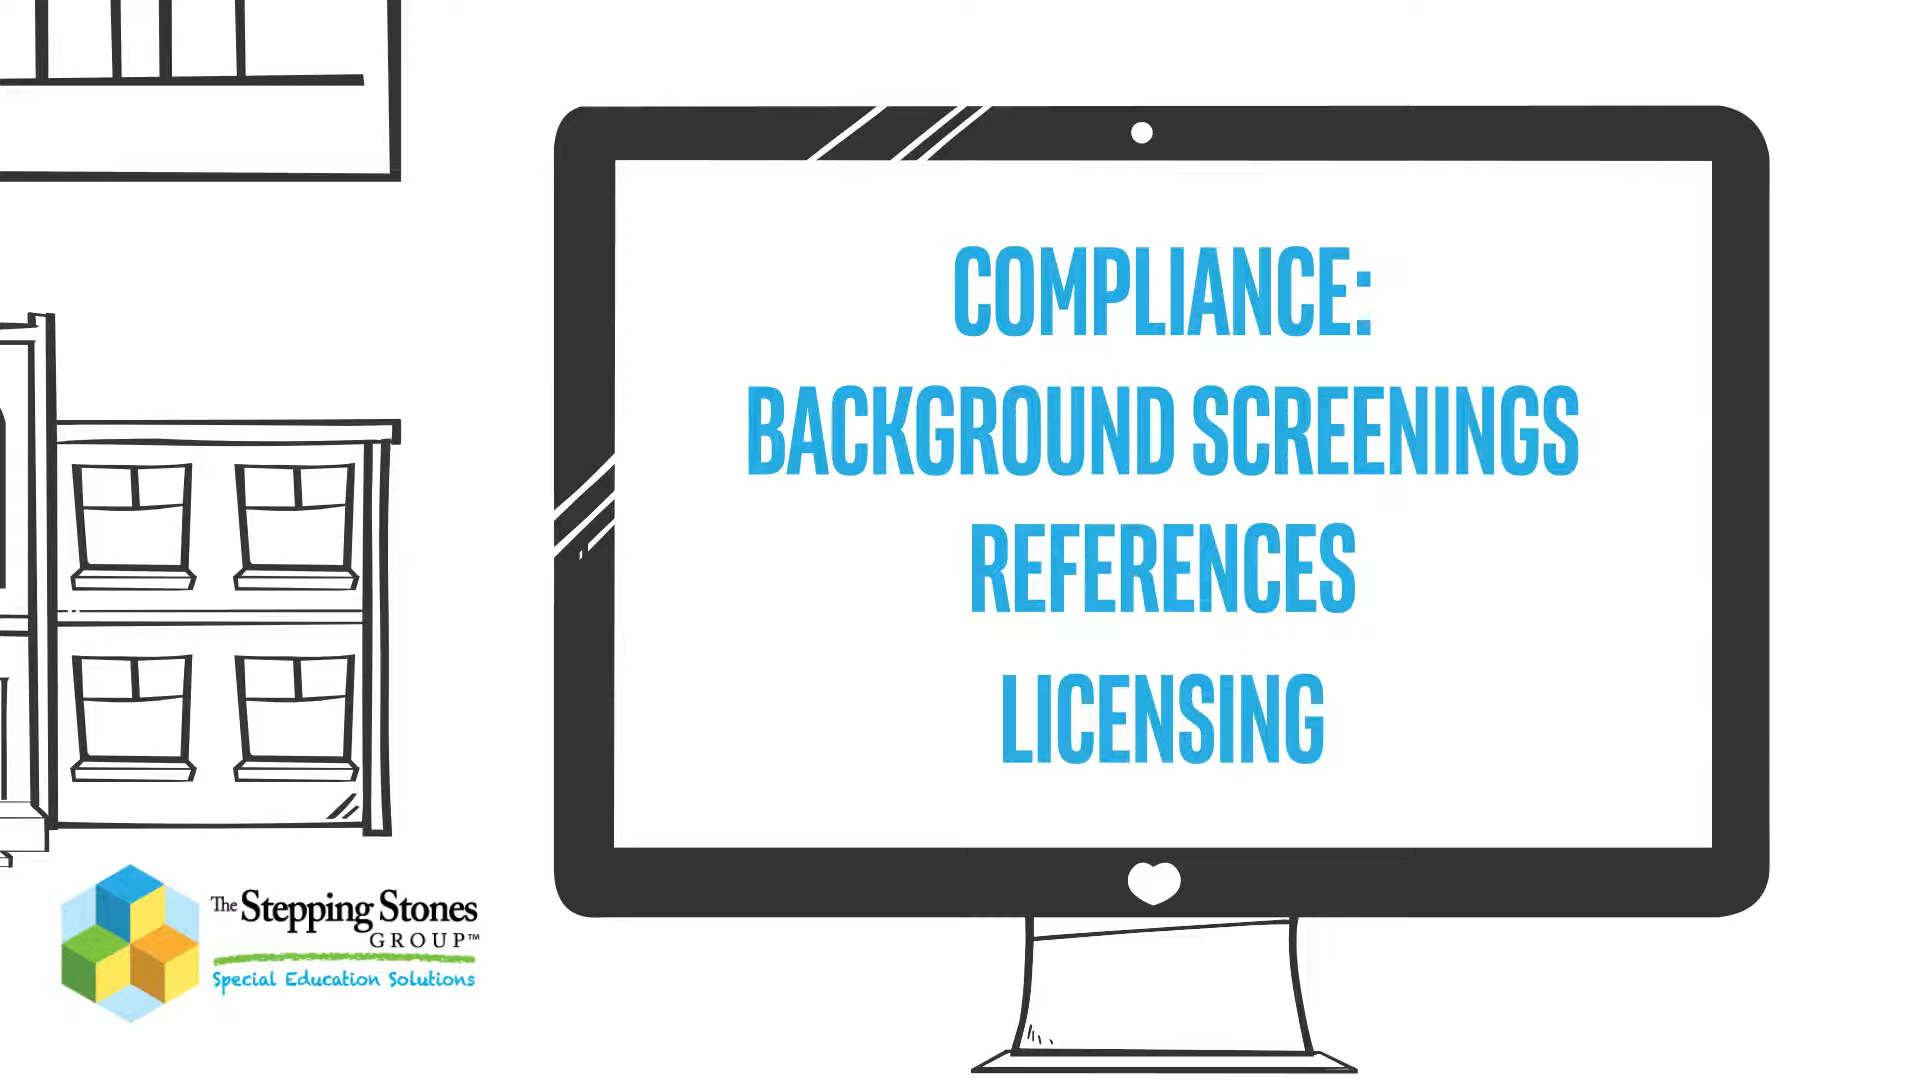 COMPLIANCE:
BACKGROUND SCREENINGS
REFERENCES
LICENSING
The Stepping Stones
GROUP™
Special Education Solutions